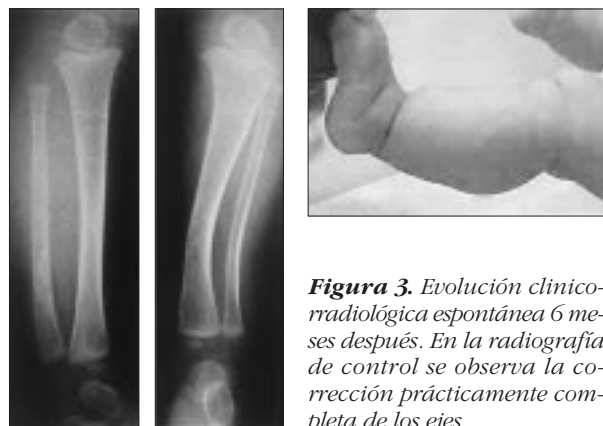 Figura 3. Evolución clinico-
rradiológica espontánea 6 me-
ses después. En la radiografía
de control se observa la co-
rrección prácticamente com-
pleta de los ejes